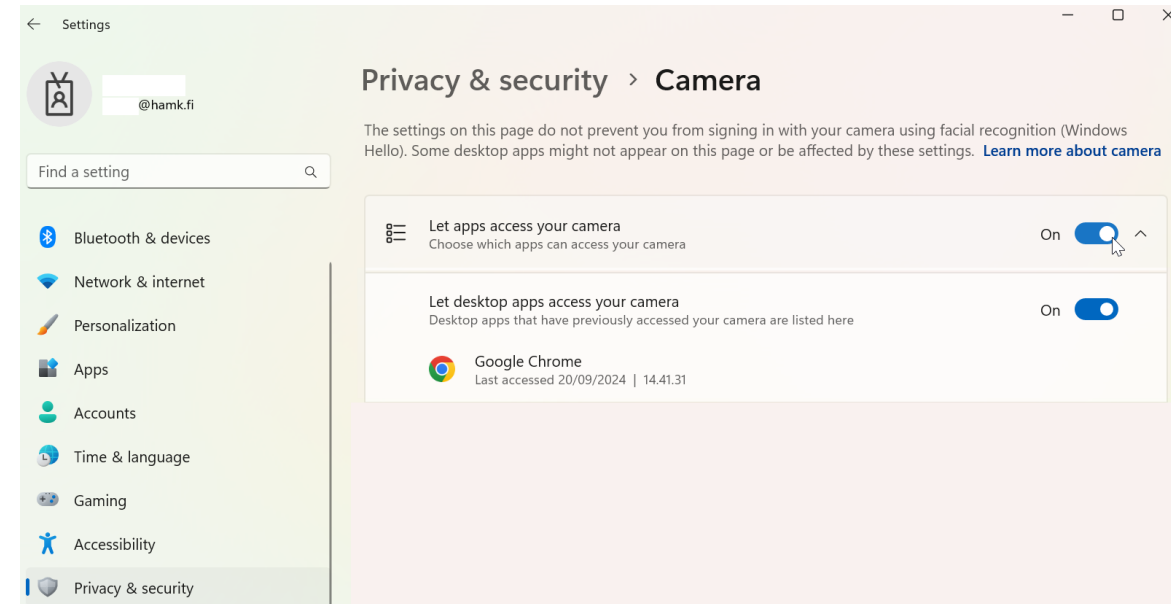 Settings
@hamk.fi
Find a setting
Bluetooth & devices
Network & internet
Personalization
Apps
Accounts
Time & language
Gaming
Accessibility
Privacy & security
Privacy & security > Camera
The settings on this page do not prevent you from signing in with your camera using facial recognition (Windows
Hello). Some desktop apps might not appear on this page or be affected by these settings. Learn more about camera
Let apps access your camera
Choose which apps can access your camera
On
Let desktop apps access your camera
Desktop apps that have previously accessed your camera are listed here
On
Google Chrome
Last accessed 20/09/2024 | 14.41.31